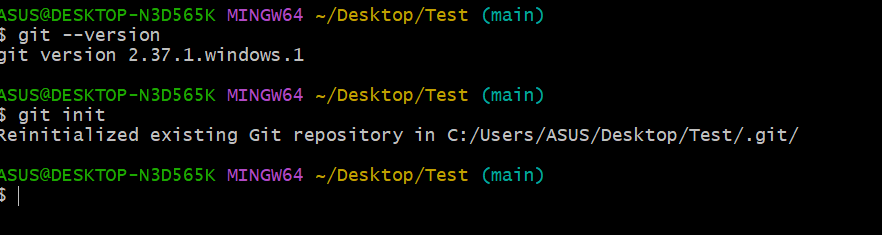 ASUS@DESKTOP-N3D565K MINGW64 ~/Desktop/Test (main)
$ git --version
git version 2.37.1.windows.1
ASUS@DESKTOP-N3D565K MINGW64 ~/Desktop/Test (main)
$ git init
Reinitialized existing Git repository in C:/Users/ASUS/Desktop/Test/.git/
ASUS@DESKTOP-N3D565K MINGW64 ~/Desktop/Test (main)
$